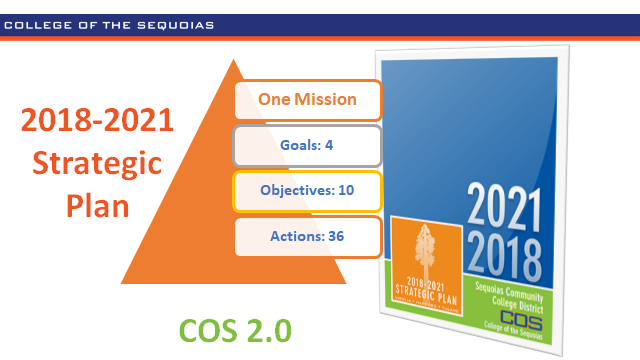 COLLEGE OF THE SEQUOIAS
2018-2021
Strategic
Plan
One Mission
Goals: 4
Objectives: 10
Actions: 36
COS 2.0
2021
2018
2018-2021
STRATEGIC PLAN
Sequoias Community
College District
COS
College of the Sequoias